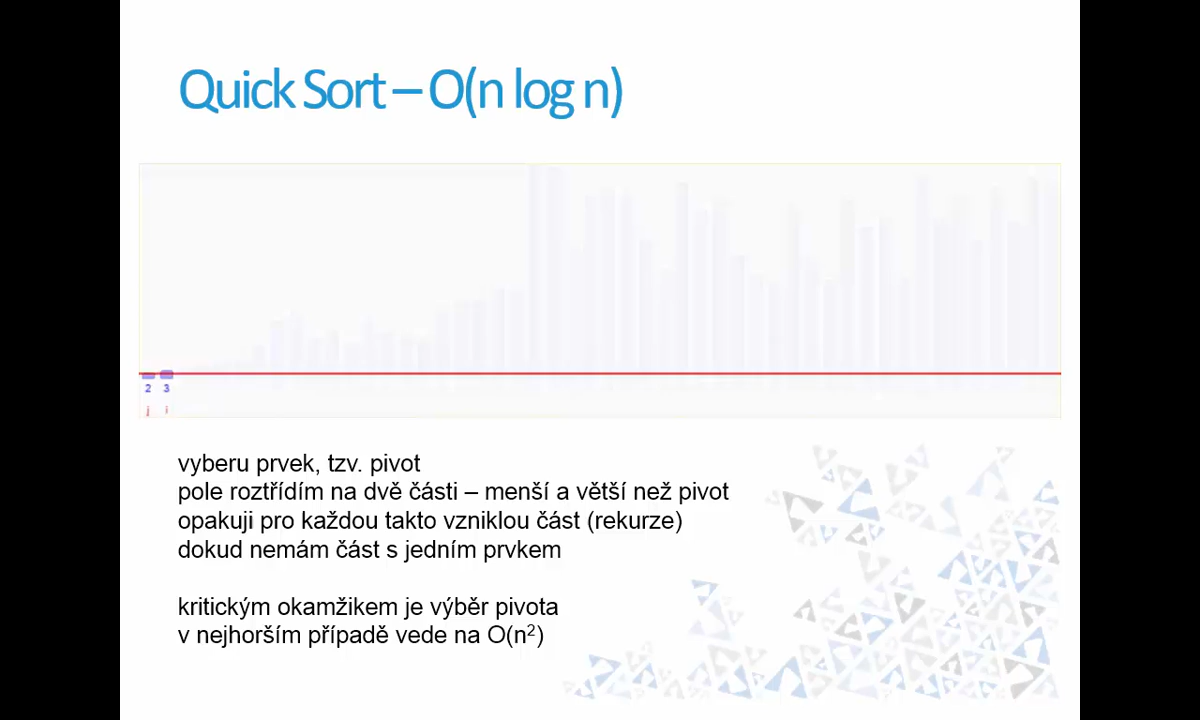 Quick Sort – O(n log n)
2 3
j i
vyberu prvek, tzv. pivot
pole roztřídím na dvě části – menší a větší než pivot
opakuji pro každou takto vzniklou část (rekurze)
dokud nemám část s jedním prvkem
kritickým okamžikem je výběr pivota
v nejhorším případě vede na O(n²)